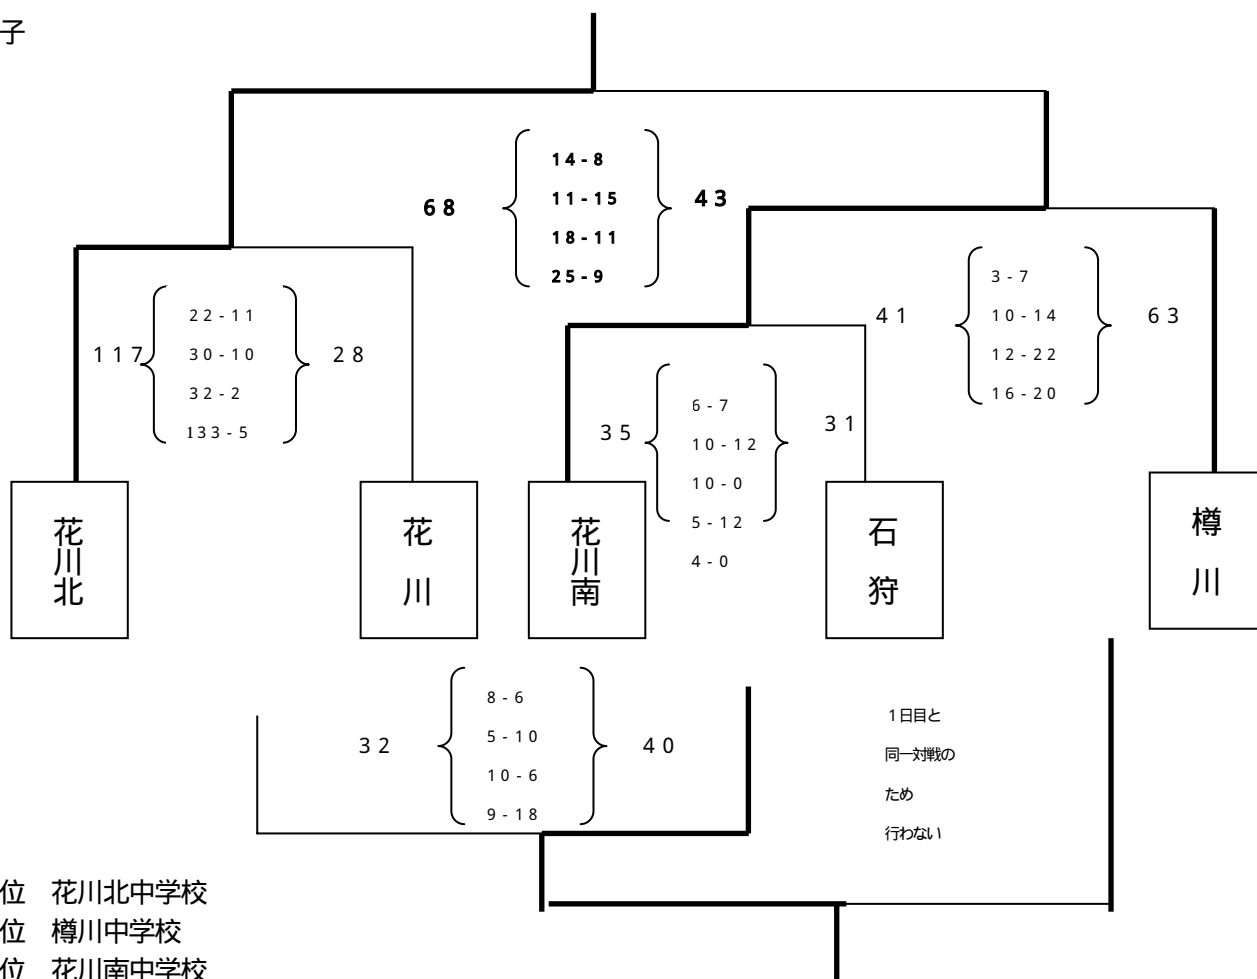 子
14-8
68 11-15 43
18-11
25-9
22-11
117 30-10 28
32-2
133-5
3-7
41 10-14 63
12-22
16-20
6-7
35 10-12 31
10-0
5-12
4-0
花川北
花川
花川南
石狩
樽川
8-6
32 5-10 40
10-6
9-18
1日目と
同一対戦の
ため
行わない
位 花川北中学校
位 樽川中学校
位 花川南中学校